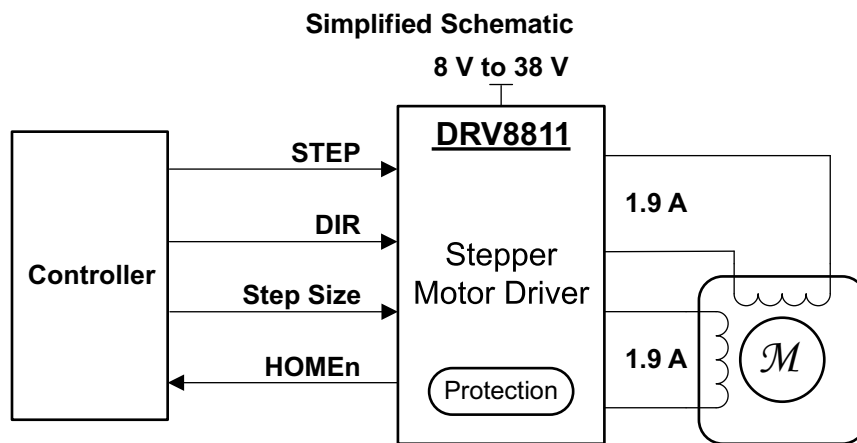 Simplified Schematic
8 V to 38 V
DRV8811
STEP
1.9 A
DIR
Controller
Stepper
Motor Driver
Step Size
HOMEn
1.9 A
M
Protection